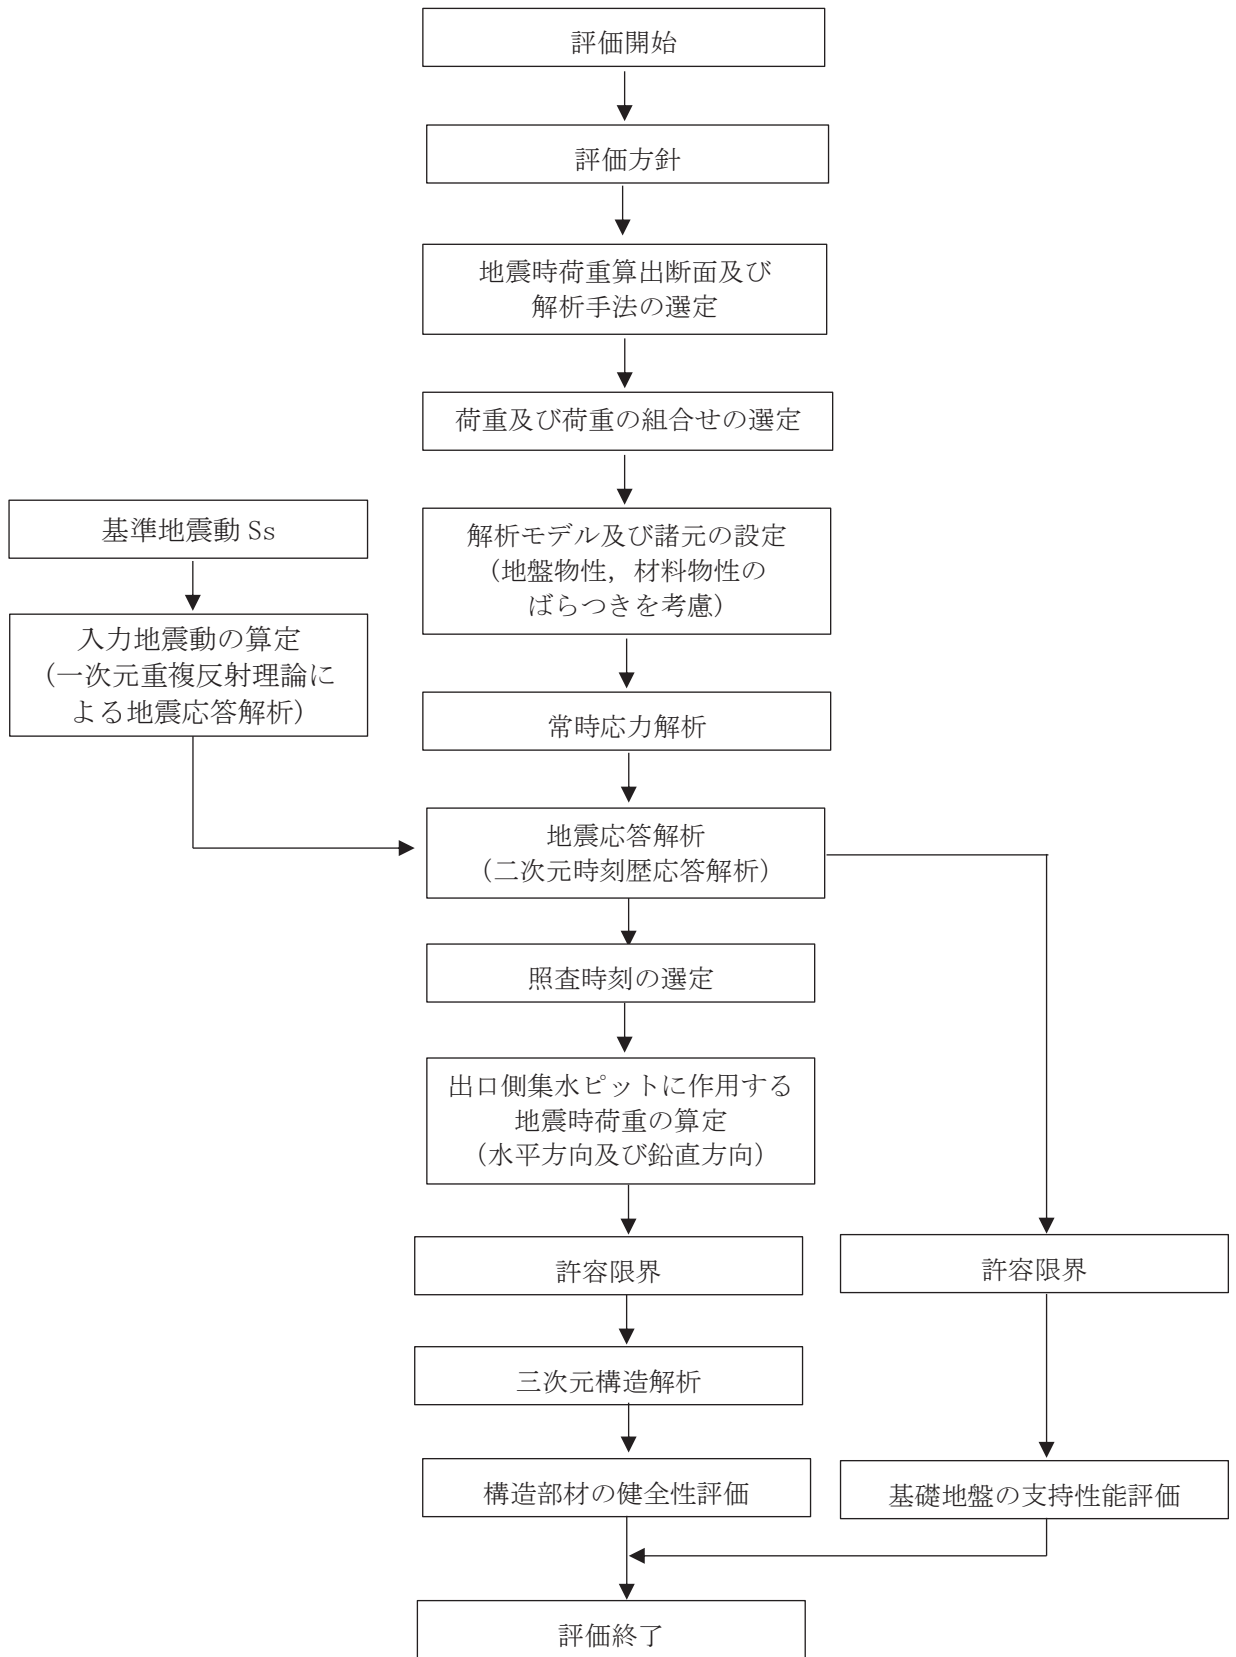 評価開始
評価方針
地震時荷重算出断面及び
解析手法の選定
荷重及び荷重の組合せの選定
基準地震動 Ss
解析モデル及び諸元の設定
（地盤物性，材料物性の
ばらつきを考慮）
入力地震動の算定
（一次元重複反射理論に
よる地震応答解析）
常時応力解析
地震応答解析
（二次元時刻歴応答解析）
照査時刻の選定
出口側集水ピットに作用する
地震時荷重の算定
（水平方向及び鉛直方向）
許容限界
許容限界
三次元構造解析
構造部材の健全性評価
基礎地盤の支持性能評価
評価終了